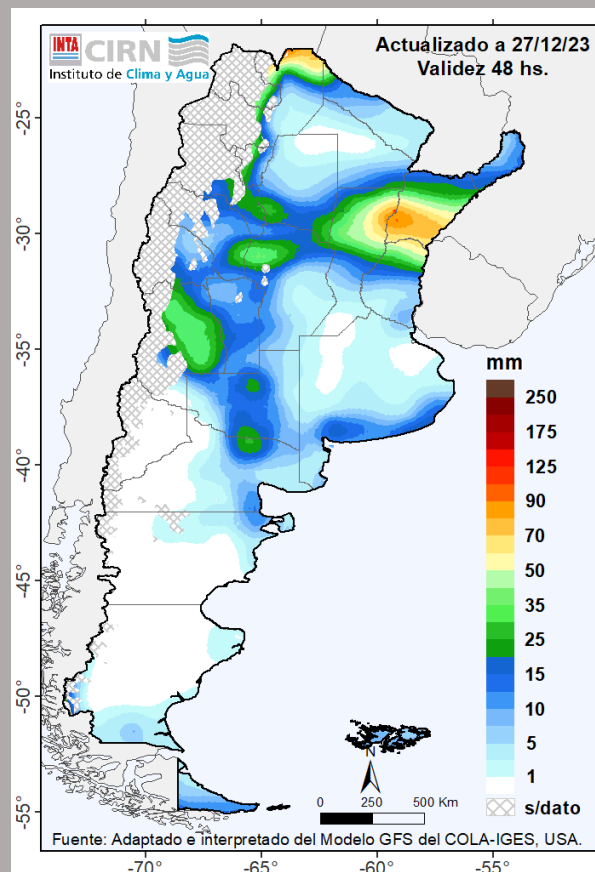 INTA CIRN
Instituto de Clima y Agua
Actualizado a 27/12/23
Validez 48 hs.
-25°
-30°
-35°
-40°
-45°
-50°
-55°
mm
250
175
125
90
70
50
35
25
15
10
5
1
s/dato
N
0 250 500 Km
Fuente: Adaptado e interpretado del Modelo GFS del COLA-IGES, USA.
-70° -65° -60° -55°